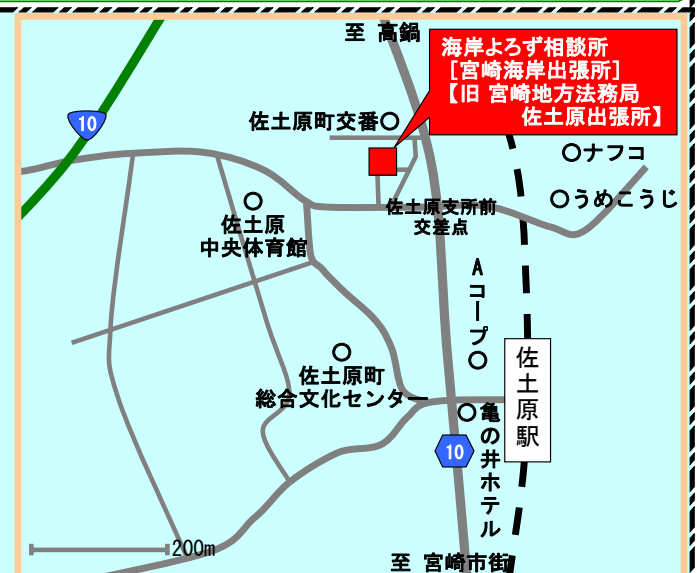 至 高鍋
海岸よろず相談所
［宮崎海岸出張所］
【旧 宮崎地方法務局
佐土原出張所】
10
佐土原町交番
ナフコ
うめこうじ
佐土原
中央体育館
佐土原支所前
交差点
Aコープ
佐土原町
総合文化センター
佐土原駅
亀の井ホテル
10
200m
至 宮崎市街